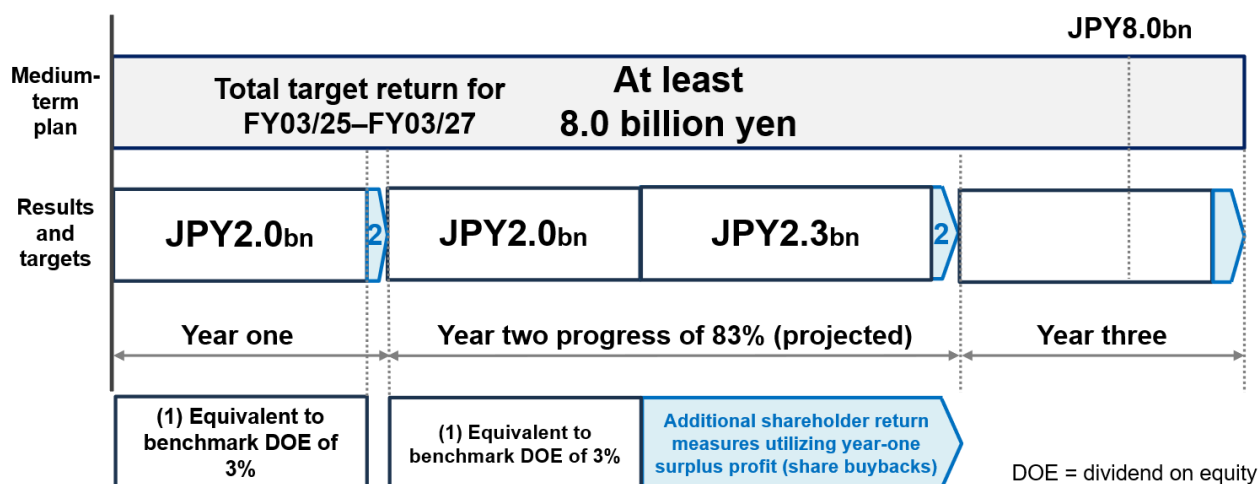 JPY8.0bn
Medium-
term
plan
Total target return for
FY03/25–FY03/27
At least
8.0 billion yen
Results
and
targets
JPY2.0bn
2
JPY2.0bn
JPY2.3bn
2
Year one
Year two progress of 83% (projected)
Year three
(1) Equivalent to
benchmark DOE of
3%
(1) Equivalent to
benchmark DOE of 3%
Additional shareholder return
measures utilizing year-one
surplus profit (share buybacks)
DOE = dividend on equity